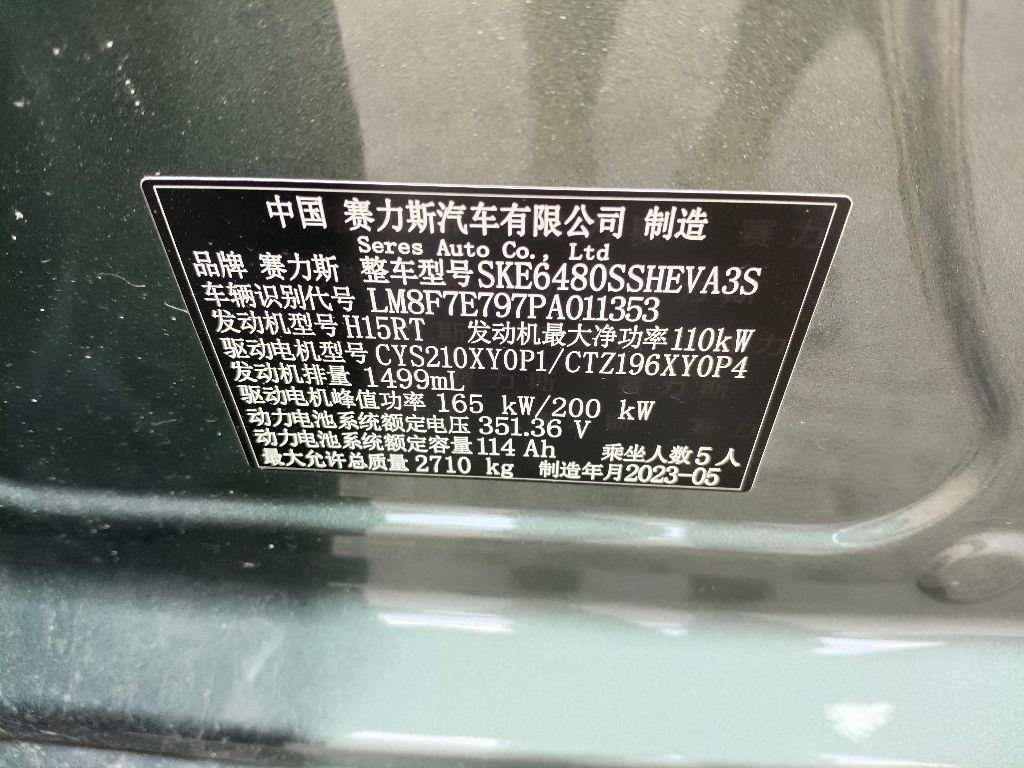 中国 赛力斯汽车有限公司 制造
Seres Auto Co., Ltd
品牌 赛力斯 整车型号SKE6480SSHEVA3S
车辆识别代号 LM8F7E797PA011353
发动机型号H15RT 发动机最大净功率110kW
驱动电机型号 CYS210XY0P1/CTZ196XY0P4
发动机排量 1499mL
驱动电机峰值功率 165 kW/200 kW
动力电池系统额定电压 351.36 V
动力电池系统额定容量114 Ah 乘坐人数5人
最大允许总质量 2710 kg 制造年月2023-05